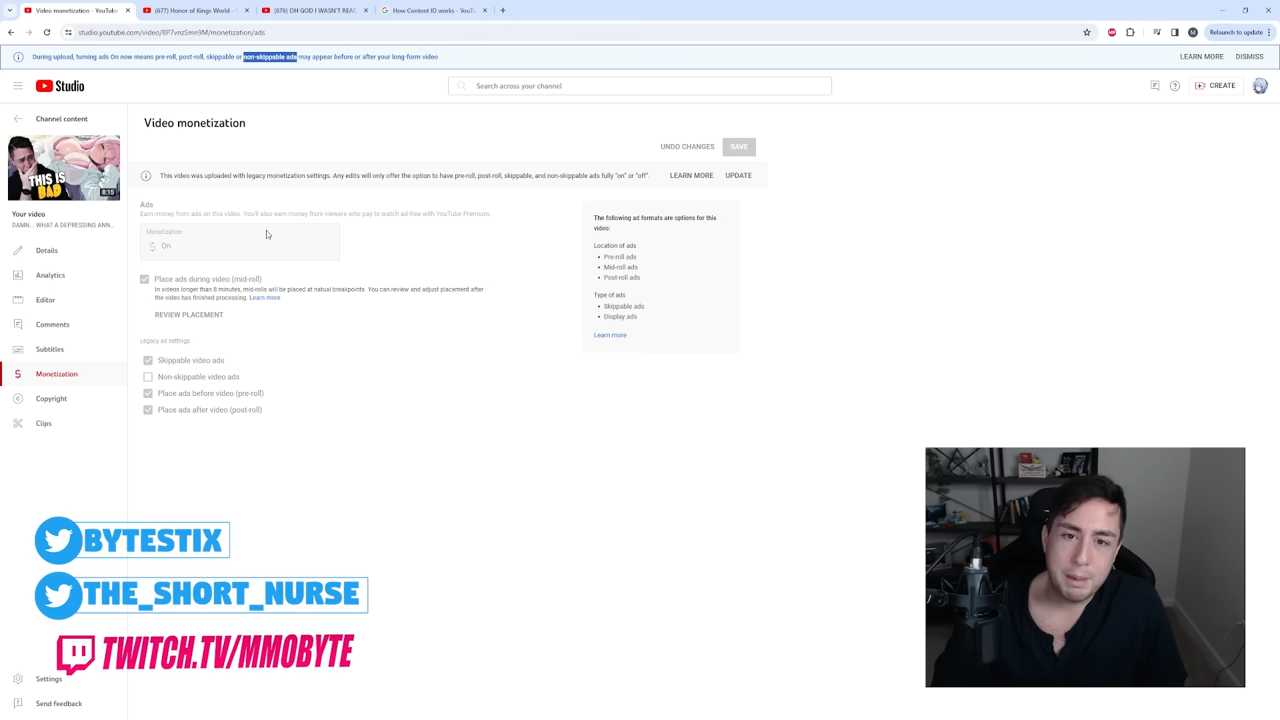 Video monetization - YouTube
(677) Honor of Kings World -
(676) OH GOD I WASN'T REA
How Content ID works - YouTu
studio.youtube.com/video/8P7vnz5mn9M/monetization/ads
Relaunch to update
During upload, turning ads On now means pre-roll, post-roll, skippable or non-skippable ads may appear before or after your long-form video
LEARN MORE
DISMISS
Studio
Search across your channel
CREATE
Channel content
THIS IS
BAD
8:15
Your video
DAMN... WHAT A DEPRESSING ANN...
Details
Analytics
Editor
Comments
Subtitles
Monetization
Copyright
Clips
Settings
Send feedback
Video monetization
UNDO CHANGES
SAVE
This video was uploaded with legacy monetization settings. Any edits will only offer the option to have pre-roll, post-roll, skippable, and non-skippable ads fully "on" or "off".
LEARN MORE
UPDATE
Ads
Earn money from ads on this video. You'll also earn money from viewers who pay to watch ad-free with YouTube Premium.
Monetization
$ On
Place ads during video (mid-roll)
In videos longer than 8 minutes, mid-rolls will be placed at natual breakpoints. You can review and adjust placement after
the video has finished processing. Learn more
REVIEW PLACEMENT
Legacy ad settings
Skippable video ads
Non-skippable video ads
Place ads before video (pre-roll)
Place ads after video (post-roll)
The following ad formats are options for this
video:
Location of ads
• Pre-roll ads
• Mid-roll ads
• Post-roll ads
Type of ads
• Skippable ads
• Display ads
Learn more
BYTESTIX
THE_SHORT_NURSE
TWITCH.TV/MMOBYTE